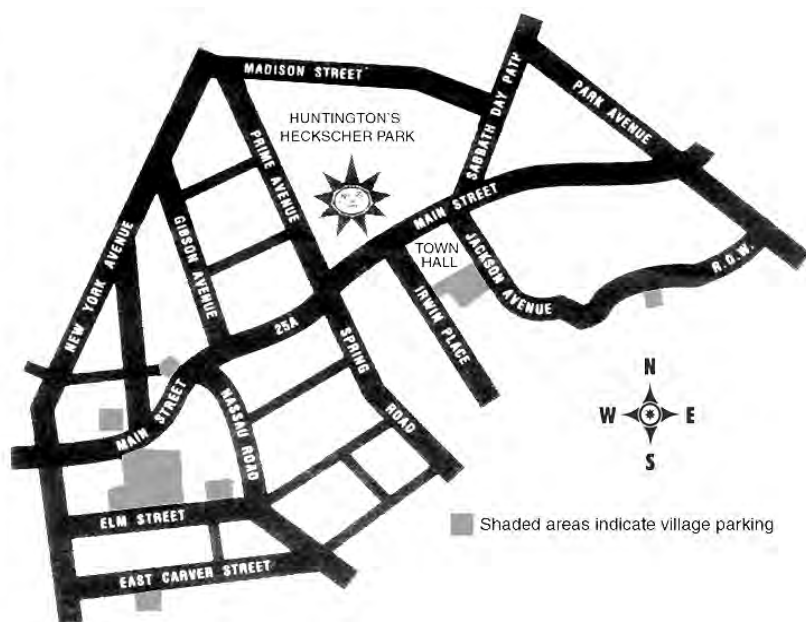 MADISON STREET
SABBATH DAY PATH
PARK AVENUE
HUNTINGTON'S
HECKSCHER PARK
PRIME AVENUE
MAIN STREET
GIBSON AVENUE
NEW YORK AVENUE
TOWN
HALL
JACKSON AVENUE
R.O.W.
IRWIN PLACE
25A
SPRING
ROAD
MAIN STREET
NASSAU ROAD
N
W
E
S
ELM STREET
Shaded areas indicate village parking
EAST CARVER STREET